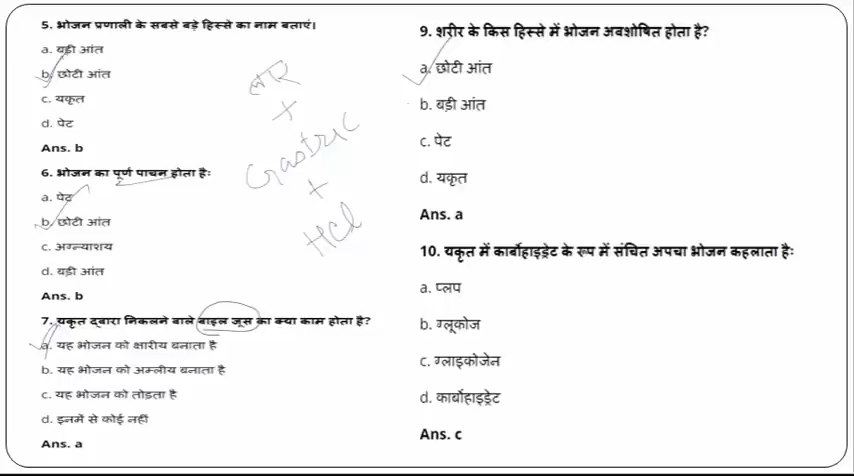 5. भोजन प्रणाली के सबसे बड़े हिस्से का नाम बताएं।
a. बड़ी आंत
b. छोटी आंत
c. यकृत
d. पेट
Ans. b
6. भोजन का पूर्ण पाचन होता है:
a. पेट
b. छोटी आंत
c. अग्न्याशय
d. बड़ी आंत
Ans. b
7. यकृत द्वारा निकलने वाले बाइल जूस का क्या काम होता है?
a. यह भोजन को क्षारीय बनाता है
b. यह भोजन को अम्लीय बनाता है
c. यह भोजन को तोड़ता है
d. इनमें से कोई नहीं
Ans. a
लार
+
Gastric
+
HCl
9. शरीर के किस हिस्से में भोजन अवशोषित होता है?
a. छोटी आंत
b. बड़ी आंत
c. पेट
d. यकृत
Ans. a
10. यकृत में कार्बोहाइड्रेट के रूप में संचित अपचा भोजन कहलाता है:
a. प्लप
b. ग्लूकोज
c. ग्लाइकोजेन
d. कार्बोहाइड्रेट
Ans. c